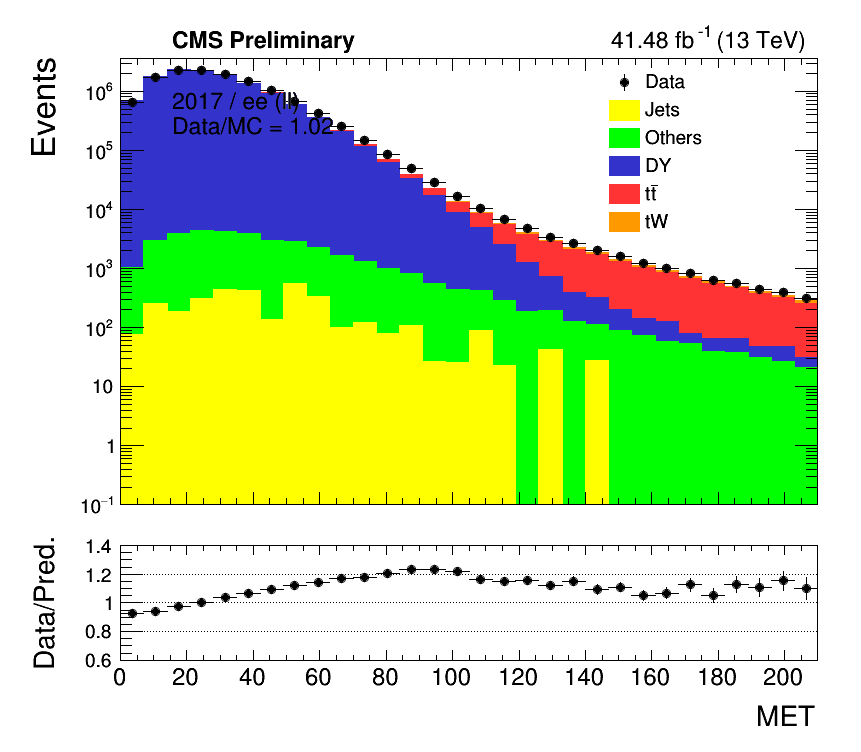 CMS Preliminary
41.48 fb⁻¹ (13 TeV)
Events
10⁶
10⁵
10⁴
10³
10²
10
1
10⁻¹
2017 / ee (ll)
Data/MC = 1.02
Data
Jets
Others
DY
tt̄
tW
Data/Pred.
1.4
1.2
1
0.8
0.6
0 20 40 60 80 100 120 140 160 180 200
MET